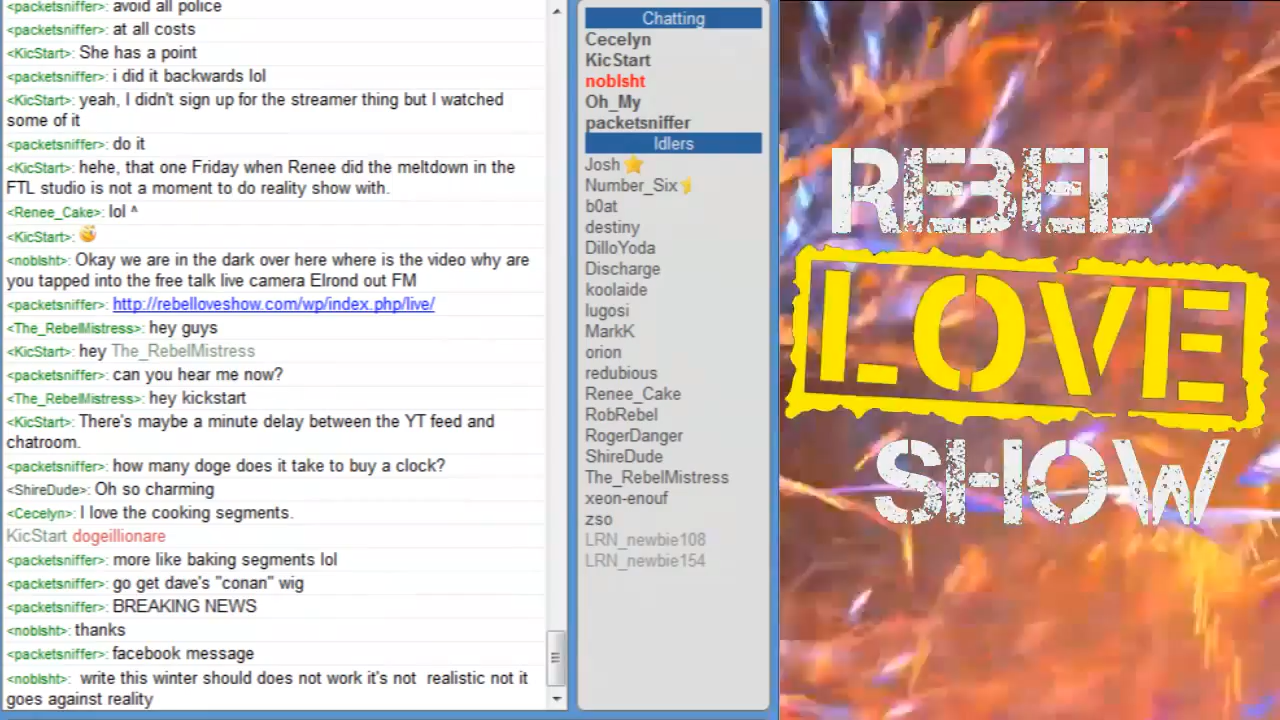 <packetsniffer>: avoid all police
<packetsniffer>: at all costs
<KicStart>: She has a point
<packetsniffer>: i did it backwards lol
<KicStart>: yeah, I didn't sign up for the streamer thing but I watched
some of it
<packetsniffer>: do it
<KicStart>: hehe, that one Friday when Renee did the meltdown in the
FTL studio is not a moment to do reality show with.
<Renee_Cake>: lol ^
<KicStart>:
<noblsht>: Okay we are in the dark over here where is the video why are
you tapped into the free talk live camera Elrond out FM
<packetsniffer>: http://rebelloveshow.com/wp/index.php/live/
<The_RebelMistress>: hey guys
<KicStart>: hey The_RebelMistress
<packetsniffer>: can you hear me now?
<The_RebelMistress>: hey kickstart
<KicStart>: There's maybe a minute delay between the YT feed and
chatroom.
<packetsniffer>: how many doge does it take to buy a clock?
<ShireDude>: Oh so charming
<Cecelyn>: I love the cooking segments.
KicStart dogeillionare
<packetsniffer>: more like baking segments lol
<packetsniffer>: go get dave's "conan" wig
<packetsniffer>: BREAKING NEWS
<noblsht>: thanks
<packetsniffer>: facebook message
<noblsht>: write this winter should does not work it's not realistic not it
goes against reality
Chatting
Cecelyn
KicStart
noblsht
Oh_My
packetsniffer
Idlers
Josh
Number_Six
b0at
destiny
DilloYoda
Discharge
koolaide
lugosi
MarkK
orion
redubious
Renee_Cake
RobRebel
RogerDanger
ShireDude
The_RebelMistress
xeon-enouf
zso
LRN_newbie108
LRN_newbie154
REBEL
LOVE
SHOW